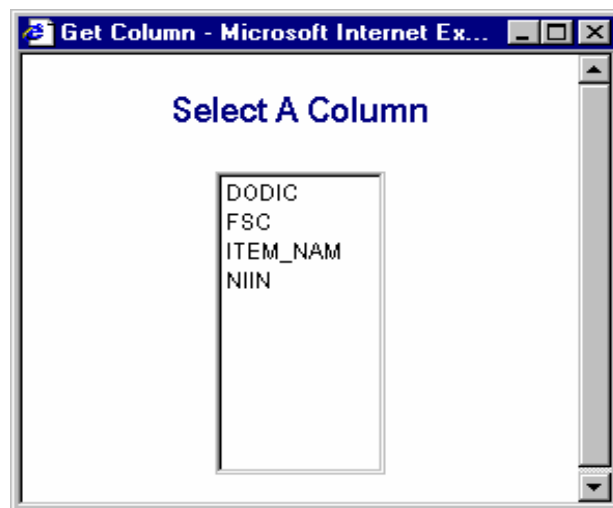 Get Column - Microsoft Internet Ex...
Select A Column
DODIC
FSC
ITEM_NAM
NIIN